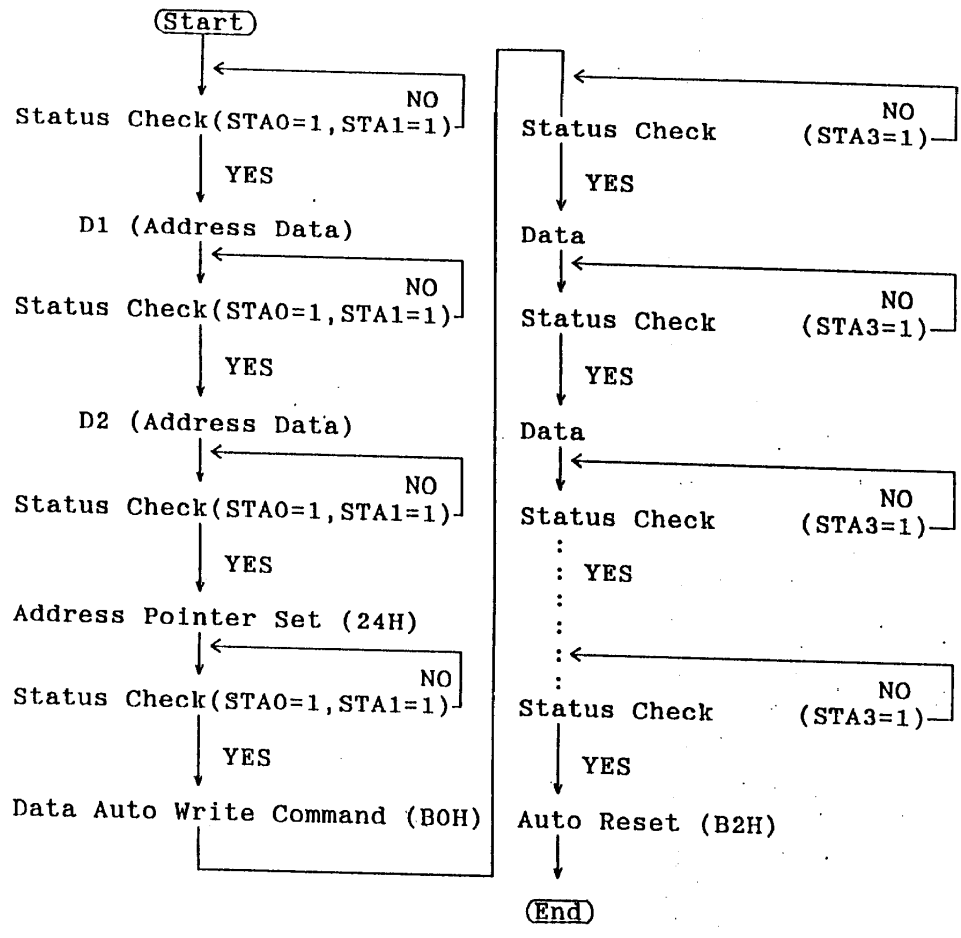 Start
NO
Status Check(STA0=1,STA1=1)
YES
D1 (Address Data)
NO
Status Check(STA0=1,STA1=1)
YES
D2 (Address Data)
NO
Status Check(STA0=1,STA1=1)
YES
Address Pointer Set (24H)
NO
Status Check(STA0=1,STA1=1)
YES
Data Auto Write Command (B0H)
NO
Status Check (STA3=1)
YES
Data
NO
Status Check (STA3=1)
YES
Data
NO
Status Check (STA3=1)
YES
NO
Status Check (STA3=1)
YES
Auto Reset (B2H)
End